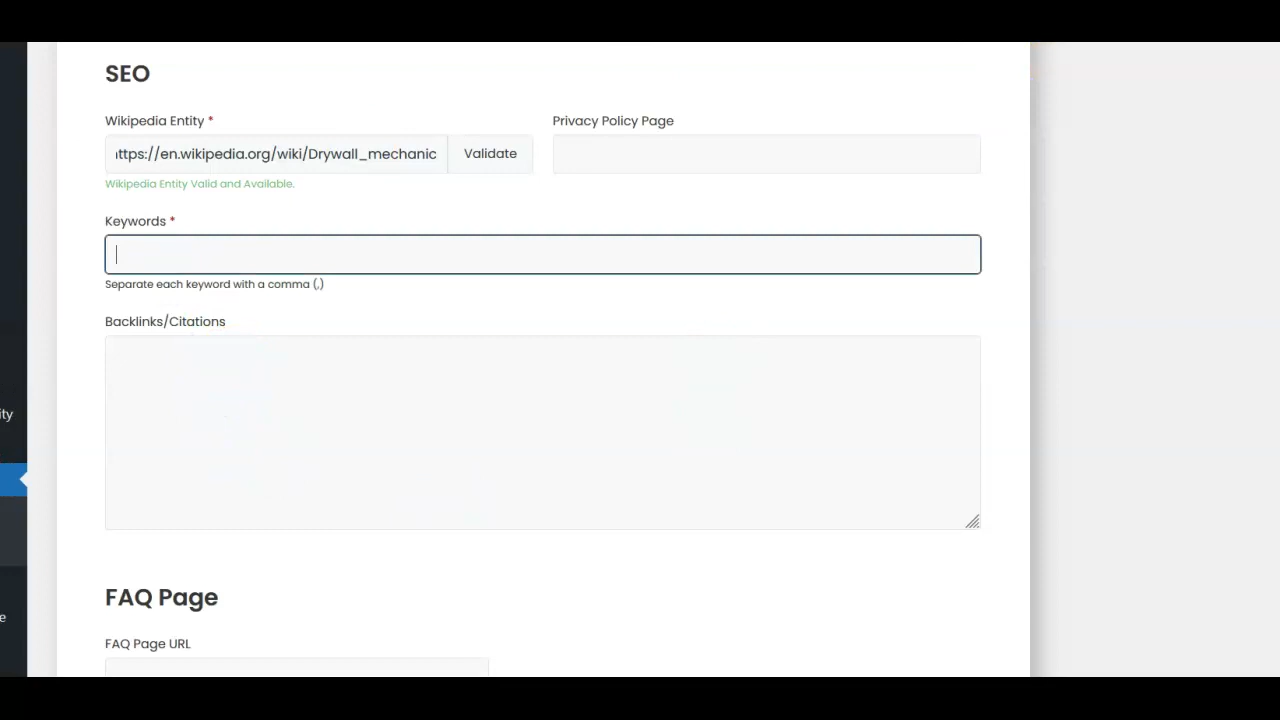 SEO
Wikipedia Entity * Privacy Policy Page
ttps://en.wikipedia.org/wiki/Drywall_mechanic Validate
Wikipedia Entity Valid and Available.
Keywords *
Separate each keyword with a comma (,)
Backlinks/Citations
ity
FAQ Page
e
FAQ Page URL